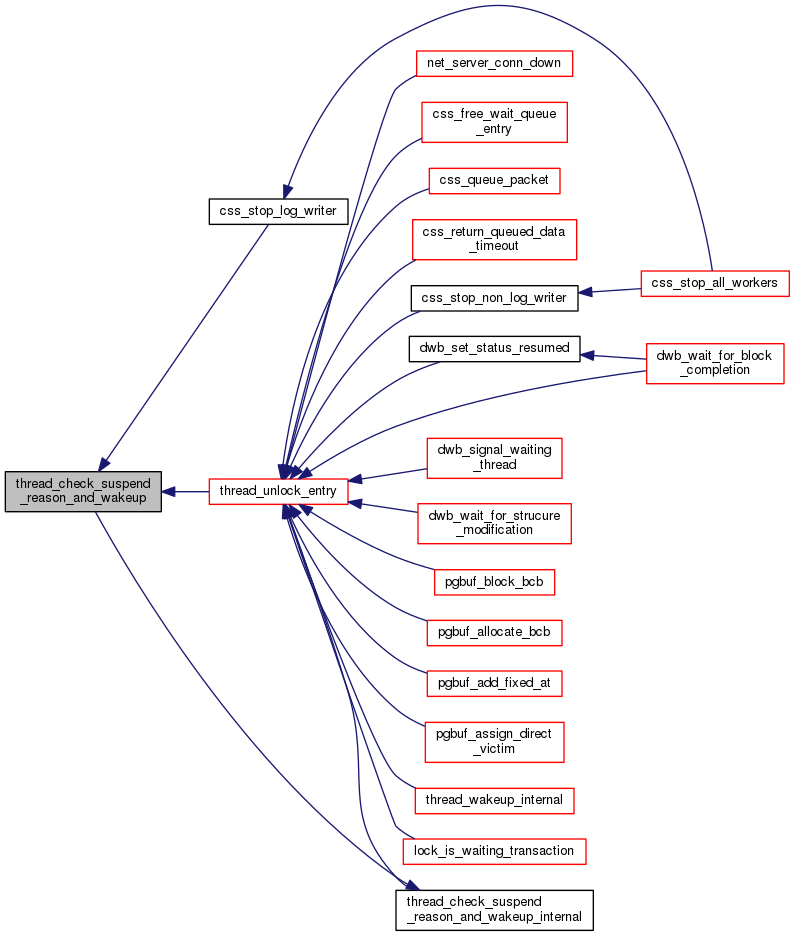 net_server_conn_down
css_free_wait_queue
_entry
css_queue_packet
css_stop_log_writer
css_return_queued_data
_timeout
css_stop_all_workers
css_stop_non_log_writer
dwb_set_status_resumed
dwb_wait_for_block
_completion
dwb_signal_waiting
_thread
thread_check_suspend
_reason_and_wakeup
thread_unlock_entry
dwb_wait_for_strucure
_modification
pgbuf_block_bcb
pgbuf_allocate_bcb
pgbuf_add_fixed_at
pgbuf_assign_direct
_victim
thread_wakeup_internal
lock_is_waiting_transaction
thread_check_suspend
_reason_and_wakeup_internal